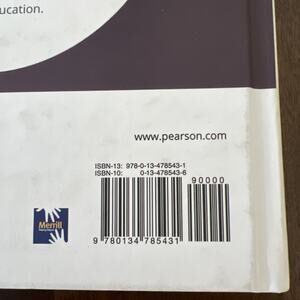 ucation.
www.pearson.com
ISBN-13: 978-0-13-478543-1
ISBN-10: 0-13-478543-6
90000
Merrill
9 780134 785431